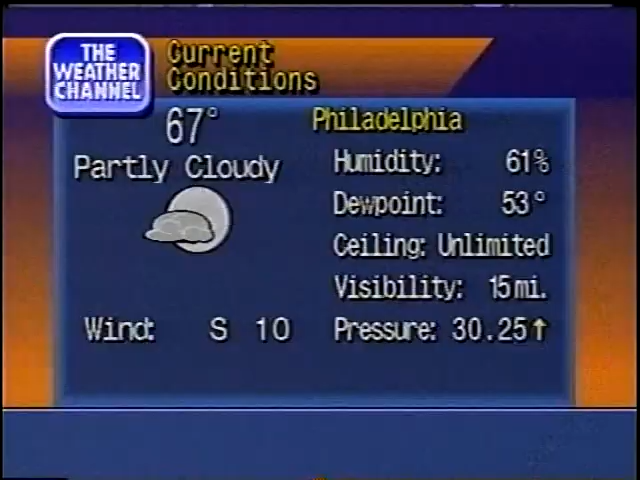 THE
WEATHER
CHANNEL
Current
Conditions
67°
Partly Cloudy
Wind: S 10
Philadelphia
Humidity: 61%
Dewpoint: 53°
Ceiling: Unlimited
Visibility: 15 mi.
Pressure: 30.25↑